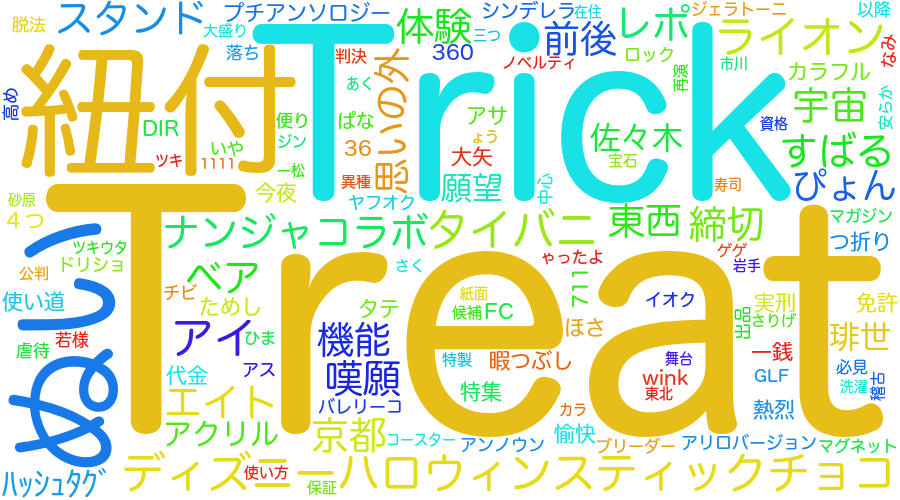 脱法
スタンド
プチアンソロジー
大盛り
落ち
体験
シンデレラ
在住
三つ
360
前後
レポ
ジェラトーニ
以降
ライオン
なみ
判決
ノベルティ
ロック
再演
市川
カラフル
高め
紐付
Trick
思いの外
あく
DIR
便り
ジン
いや
ツキ
1111
一松
ぱな
36
異種
アサ
ょう
大矢
佐々木
宝石
宇宙
安らか
資格
すばる
砂原
4つ
今夜
ヤフオク
願望
中心
寿司
ぴょん
Treat
ぬい
ナンジャコラボ
タイバニ
東西
締切
マガジン
つ折り
ツキウタ
ドリショ
公判
ベア
さく
ゃったよ
711
ゲゲ
岩手
使い道
チビ
ためし
タテ
紙面
候補
FC
ほさ
イオク
出品
実刑
さりげ
免許
若様
虐待
アイ
ひま
機能
琲世
アス
嘆願
特製
暇つぶし
舞台
一銭
必見
代金
wink
東北
GLF
洗濯
稽古
エイト
バレリーコ
特集
カラ
熱烈
アクリル
京都
コースター
アンノウン
愉快
ブリーダー
アリロバージョン
マグネット
ハッシュタグ
ディズニーハロウィンスティックチョコ
使い方
保証